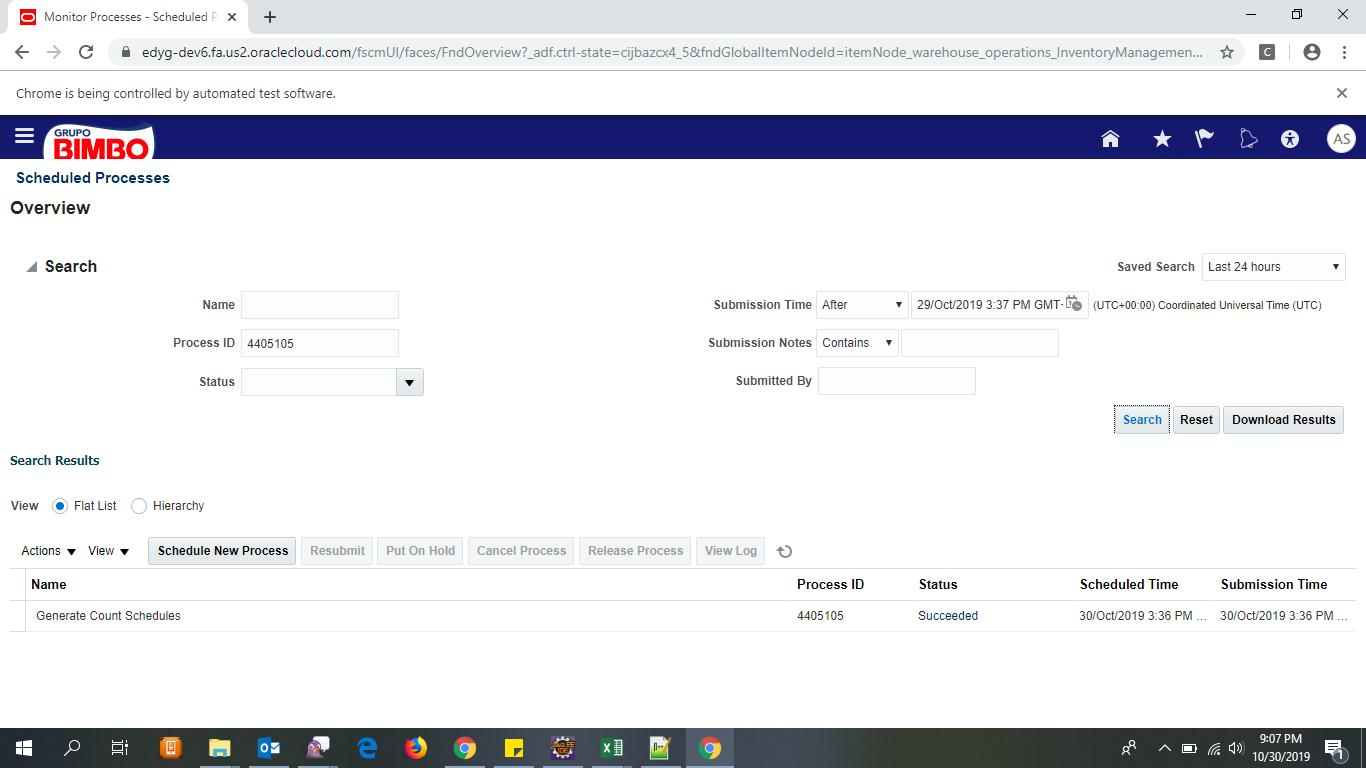 Monitor Processes - Scheduled P
edyg-dev6.fa.us2.oraclecloud.com/fscmUI/faces/FndOverview?_adf.ctrl-state=cijbazcx4_5&fndGlobalItemNodeId=itemNode_warehouse_operations_InventoryManagemen...
C
Chrome is being controlled by automated test software.
GRUPO
BIMBO
AS
Scheduled Processes
Overview
Search
Saved Search Last 24 hours
Name
Submission Time After 29/Oct/2019 3:37 PM GMT- (UTC+00:00) Coordinated Universal Time (UTC)
Process ID 4405105
Submission Notes Contains
Status
Submitted By
Search Reset Download Results
Search Results
View Flat List Hierarchy
Actions View Schedule New Process Resubmit Put On Hold Cancel Process Release Process View Log
Name Process ID Status Scheduled Time Submission Time
Generate Count Schedules 4405105 Succeeded 30/Oct/2019 3:36 PM ... 30/Oct/2019 3:36 PM ...
9:07 PM
10/30/2019
1